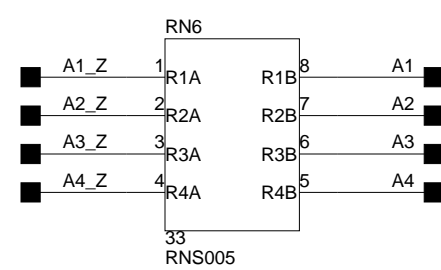 RN6
A1_Z 1 R1A R1B 8 A1
A2_Z 2 R2A R2B 7 A2
A3_Z 3 R3A R3B 6 A3
A4_Z 4 R4A R4B 5 A4
33
RNS005